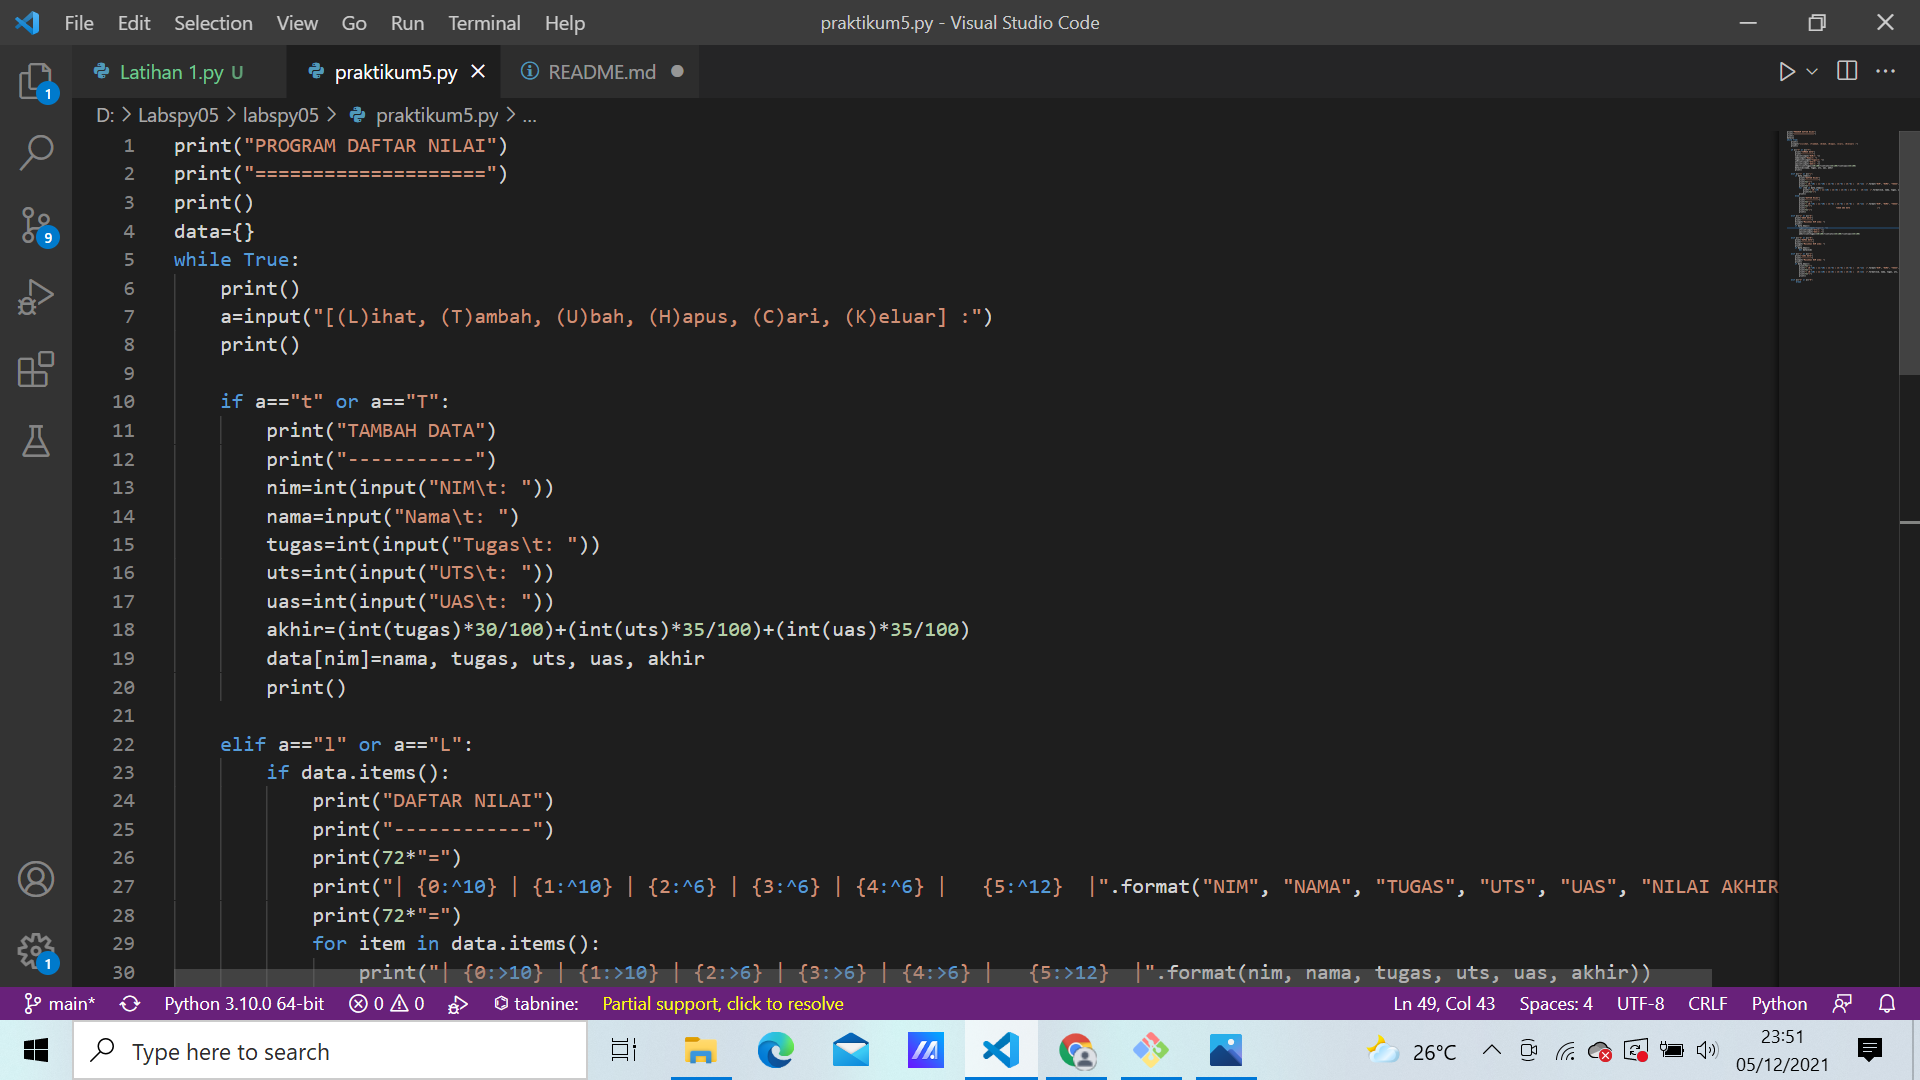 File Edit Selection View Go Run Terminal Help praktikum5.py - Visual Studio Code
Latihan 1.py U praktikum5.py README.md
D: > Labspy05 > labspy05 > praktikum5.py > ...
1 print("PROGRAM DAFTAR NILAI")
2 print("====================")
3 print()
4 data={}
5 while True:
6 print()
7 a=input("[(L)ihat, (T)ambah, (U)bah, (H)apus, (C)ari, (K)eluar] :")
8 print()
9
10 if a=="t" or a=="T":
11 print("TAMBAH DATA")
12 print("-----------")
13 nim=int(input("NIM\t: "))
14 nama=input("Nama\t: ")
15 tugas=int(input("Tugas\t: "))
16 uts=int(input("UTS\t: "))
17 uas=int(input("UAS\t: "))
18 akhir=(int(tugas)*30/100)+(int(uts)*35/100)+(int(uas)*35/100)
19 data[nim]=nama, tugas, uts, uas, akhir
20 print()
21
22 elif a=="l" or a=="L":
23 if data.items():
24 print("DAFTAR NILAI")
25 print("------------")
26 print(72*"=")
27 print("| {0:^10} | {1:^10} | {2:^6} | {3:^6} | {4:^6} |   {5:^12}  |".format("NIM", "NAMA", "TUGAS", "UTS", "UAS", "NILAI AKHIR
28 print(72*"=")
29 for item in data.items():
30 print("| {0:>10} | {1:>10} | {2:>6} | {3:>6} | {4:>6} |   {5:>12}  |".format(nim, nama, tugas, uts, uas, akhir))
1
9
1
main* Python 3.10.0 64-bit 0 0 tabnine: Partial support, click to resolve Ln 49, Col 43 Spaces: 4 UTF-8 CRLF Python
Type here to search 26°C 23:51
05/12/2021